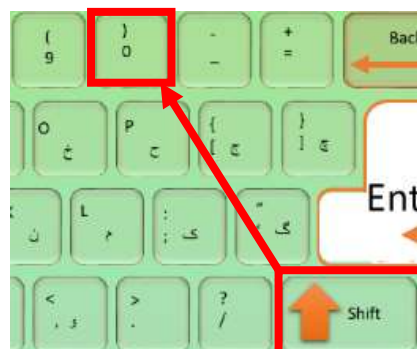 ( ) - +
9 0 _ = Back
O P { }
خ ح [ ج ] چ
L : "
ن م ; ک ' گ
Ent
< > ?
, و . / Shift